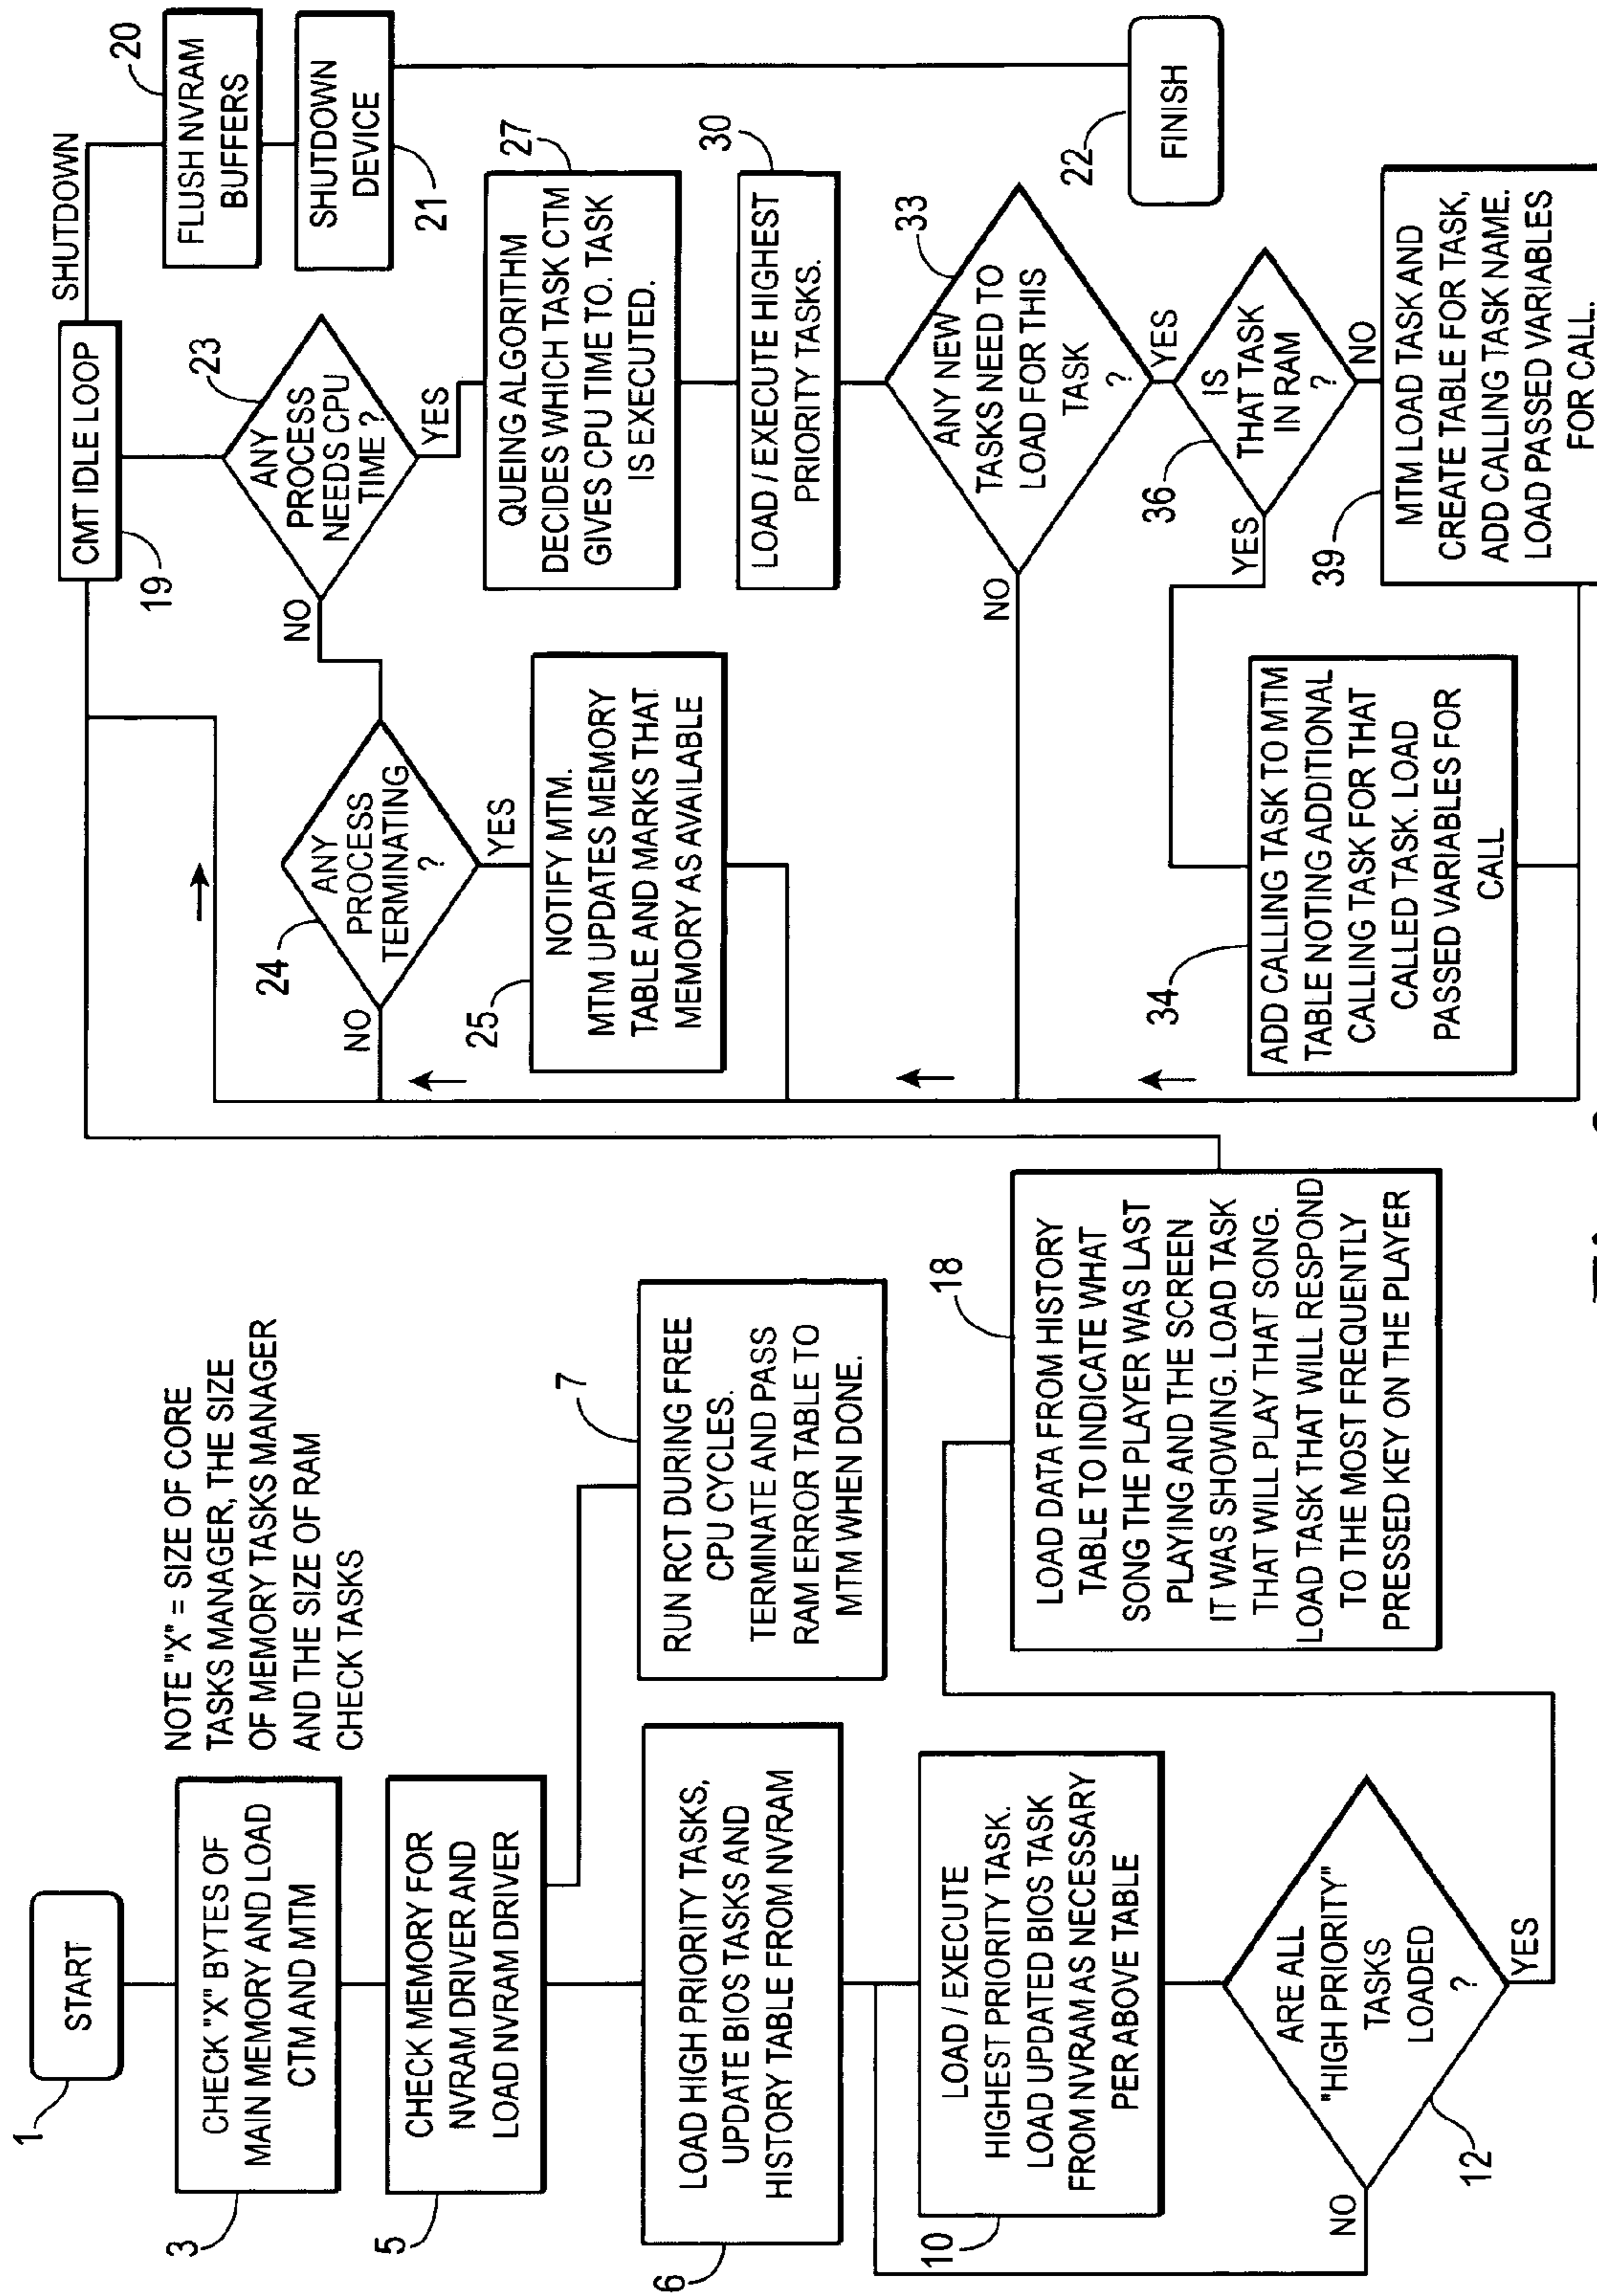 1
START
NOTE "X" = SIZE OF CORE
TASKS MANAGER, THE SIZE
OF MEMORY TASKS MANAGER
AND THE SIZE OF RAM
CHECK TASKS
3
CHECK "X" BYTES OF
MAIN MEMORY AND LOAD
CTM AND MTM
5
CHECK MEMORY FOR
NVRAM DRIVER AND
LOAD NVRAM DRIVER
7
RUN RCT DURING FREE
CPU CYCLES.
TERMINATE AND PASS
RAM ERROR TABLE TO
MTM WHEN DONE.
6
LOAD HIGH PRIORITY TASKS,
UPDATE BIOS TASKS AND
HISTORY TABLE FROM NVRAM
10
LOAD / EXECUTE
HIGHEST PRIORITY TASK.
LOAD UPDATED BIOS TASK
FROM NVRAM AS NECESSARY
PER ABOVE TABLE
12
ARE ALL
"HIGH PRIORITY"
TASKS
LOADED
?
NO
YES
18
LOAD DATA FROM HISTORY
TABLE TO INDICATE WHAT
SONG THE PLAYER WAS LAST
PLAYING AND THE SCREEN
IT WAS SHOWING. LOAD TASK
THAT WILL PLAY THAT SONG.
LOAD TASK THAT WILL RESPOND
TO THE MOST FREQUENTLY
PRESSED KEY ON THE PLAYER
19
CMT IDLE LOOP
SHUTDOWN
20
FLUSH NVRAM
BUFFERS
SHUTDOWN
DEVICE
21
22
FINISH
23
ANY
PROCESS
NEEDS CPU
TIME ?
NO
YES
24
ANY
PROCESS
TERMINATING
?
NO
YES
25
NOTIFY MTM.
MTM UPDATES MEMORY
TABLE AND MARKS THAT
MEMORY AS AVAILABLE
27
QUEING ALGORITHM
DECIDES WHICH TASK CTM
GIVES CPU TIME TO. TASK
IS EXECUTED.
30
LOAD / EXECUTE HIGHEST
PRIORITY TASKS.
33
ANY NEW
TASKS NEED TO
LOAD FOR THIS
TASK
?
NO
YES
36
IS
THAT TASK
IN RAM
?
YES
NO
34
ADD CALLING TASK TO MTM
TABLE NOTING ADDITIONAL
CALLING TASK FOR THAT
CALLED TASK. LOAD
PASSED VARIABLES FOR
CALL
39
MTM LOAD TASK AND
CREATE TABLE FOR TASK,
ADD CALLING TASK NAME.
LOAD PASSED VARIABLES
FOR CALL.